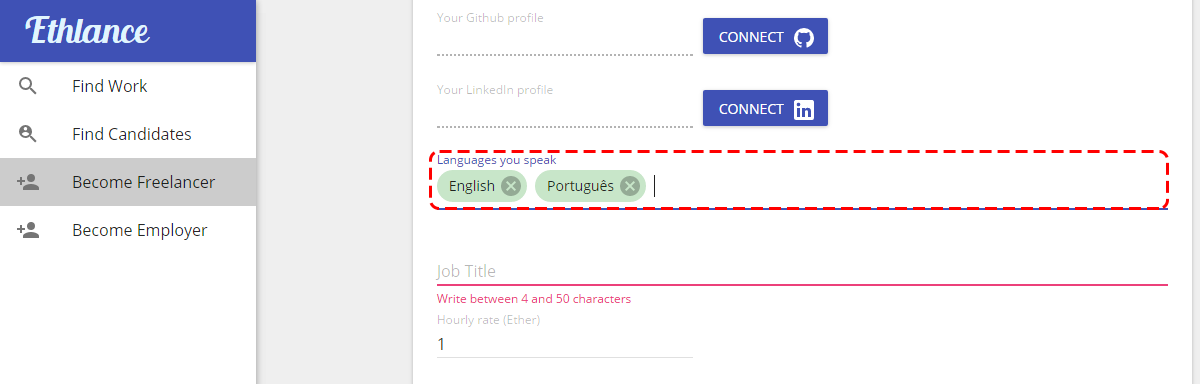 Ethlance
Find Work
Find Candidates
Become Freelancer
Become Employer
Your Github profile
CONNECT
Your LinkedIn profile
CONNECT in
Languages you speak
English Português
Job Title
Write between 4 and 50 characters
Hourly rate (Ether)
1